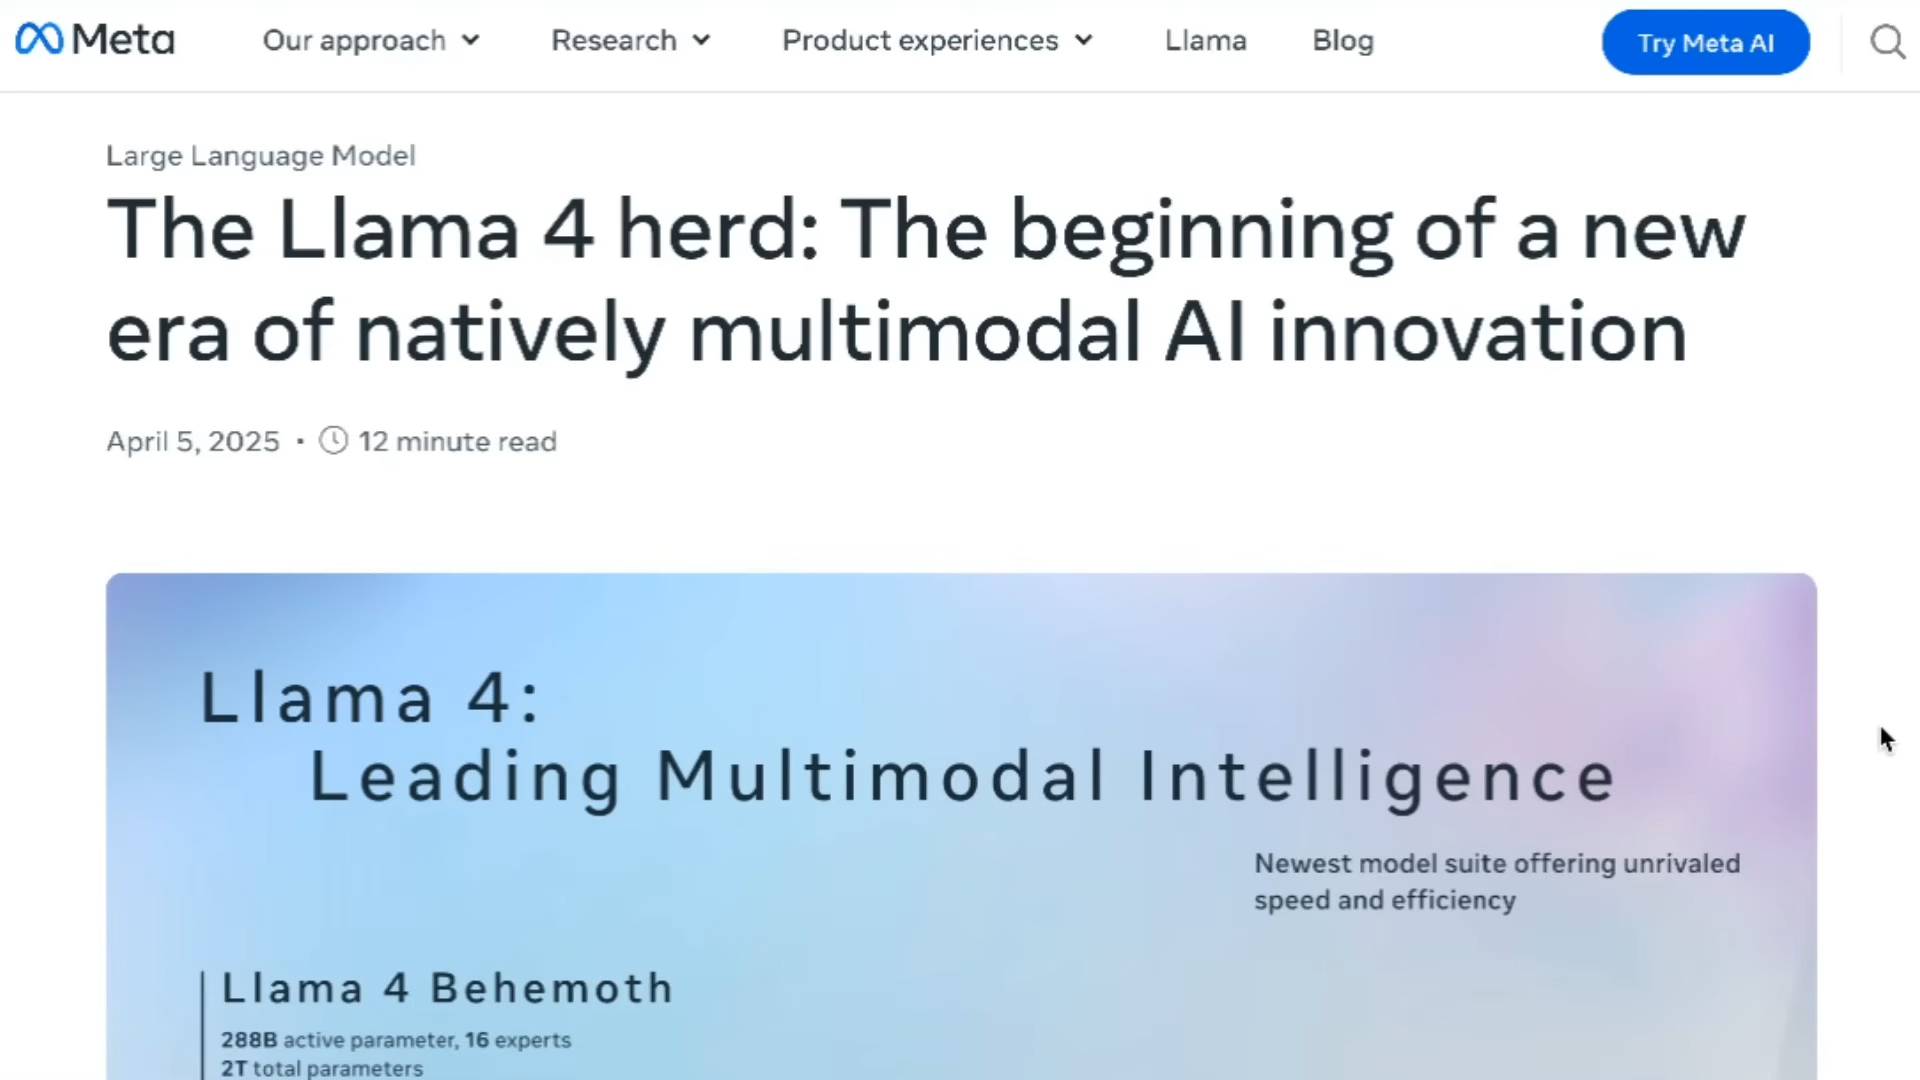 Meta
Our approach
Research
Product experiences
Llama
Blog
Try Meta AI
Large Language Model
The Llama 4 herd: The beginning of a new
era of natively multimodal AI innovation
April 5, 2025 • 12 minute read
Llama 4:
Leading Multimodal Intelligence
Newest model suite offering unrivaled
speed and efficiency
Llama 4 Behemoth
288B active parameter, 16 experts
2T total parameters